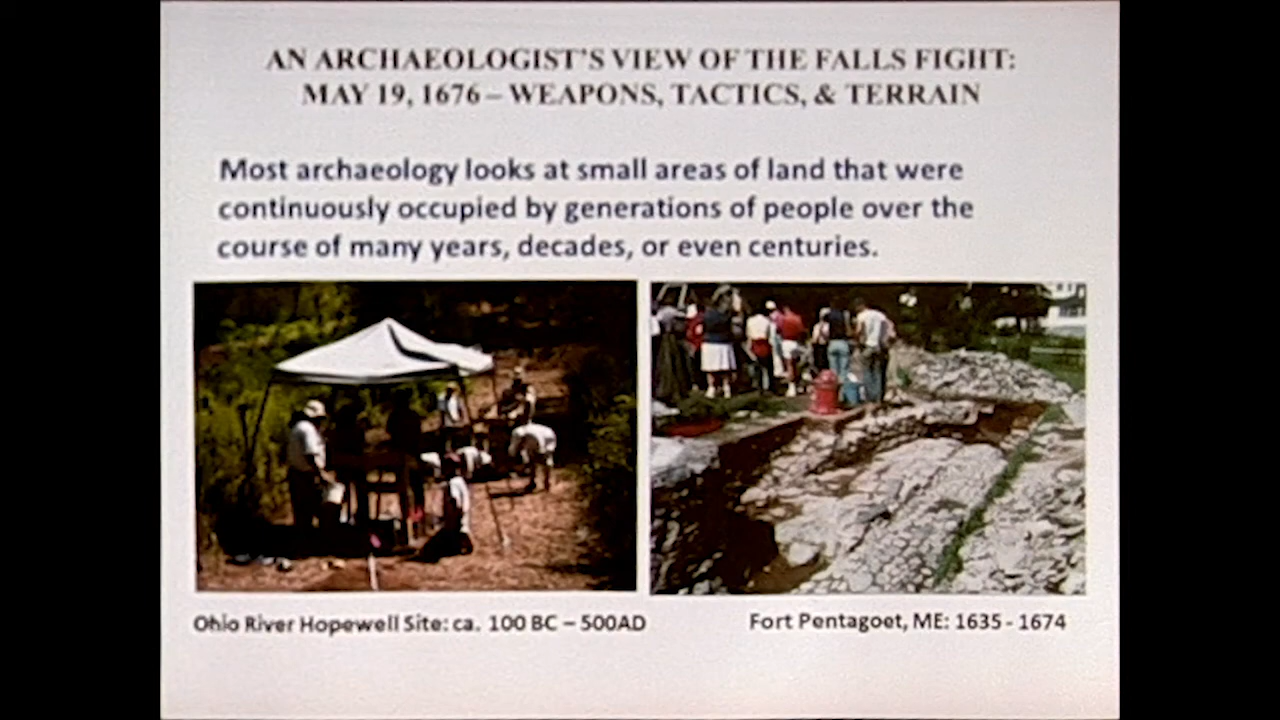 AN ARCHAEOLOGIST'S VIEW OF THE FALLS FIGHT:
MAY 19, 1676 – WEAPONS, TACTICS, & TERRAIN
Most archaeology looks at small areas of land that were
continuously occupied by generations of people over the
course of many years, decades, or even centuries.
Ohio River Hopewell Site: ca. 100 BC – 500AD
Fort Pentagoet, ME: 1635 - 1674